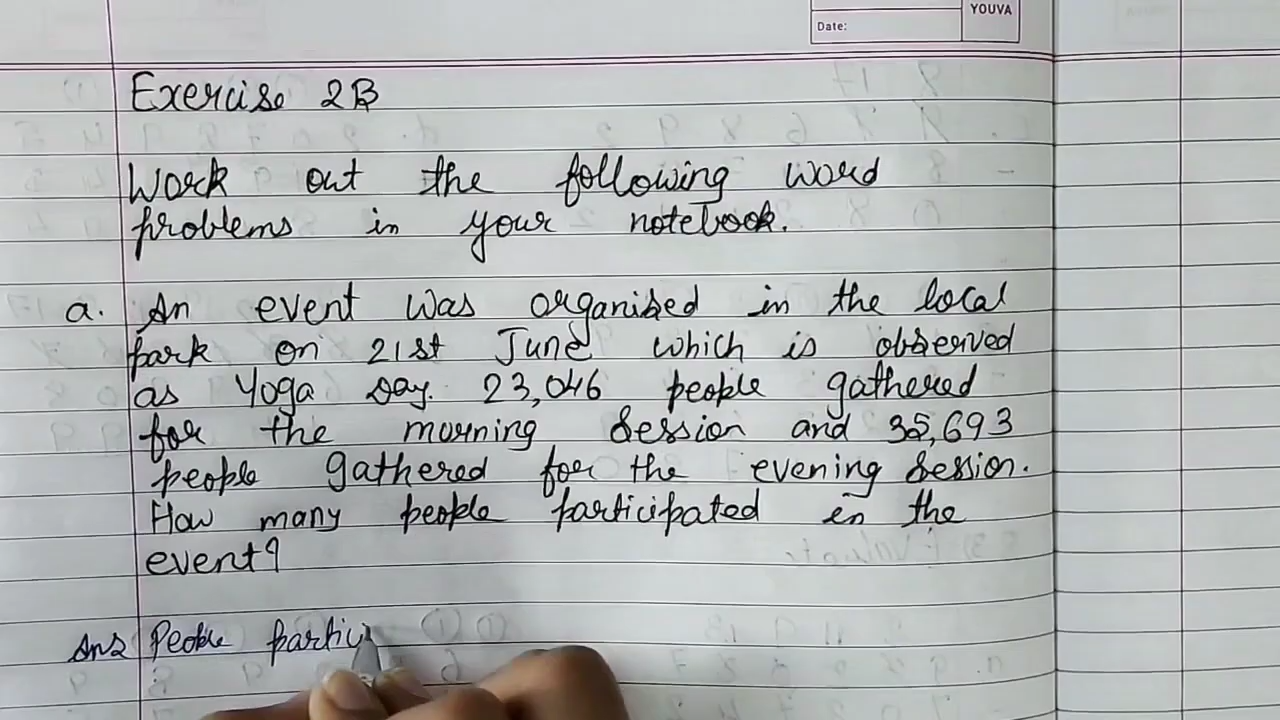 YOUVA
Date:
Exercise 2B
Work out the following word
problems in your notebook.
a. An event was organised in the local
park on 21st June which is observed
as Yoga Day. 23,046 people gathered
for the morning session and 35,693
people gathered for the evening session.
How many people participated in the
event?
Ans People partici